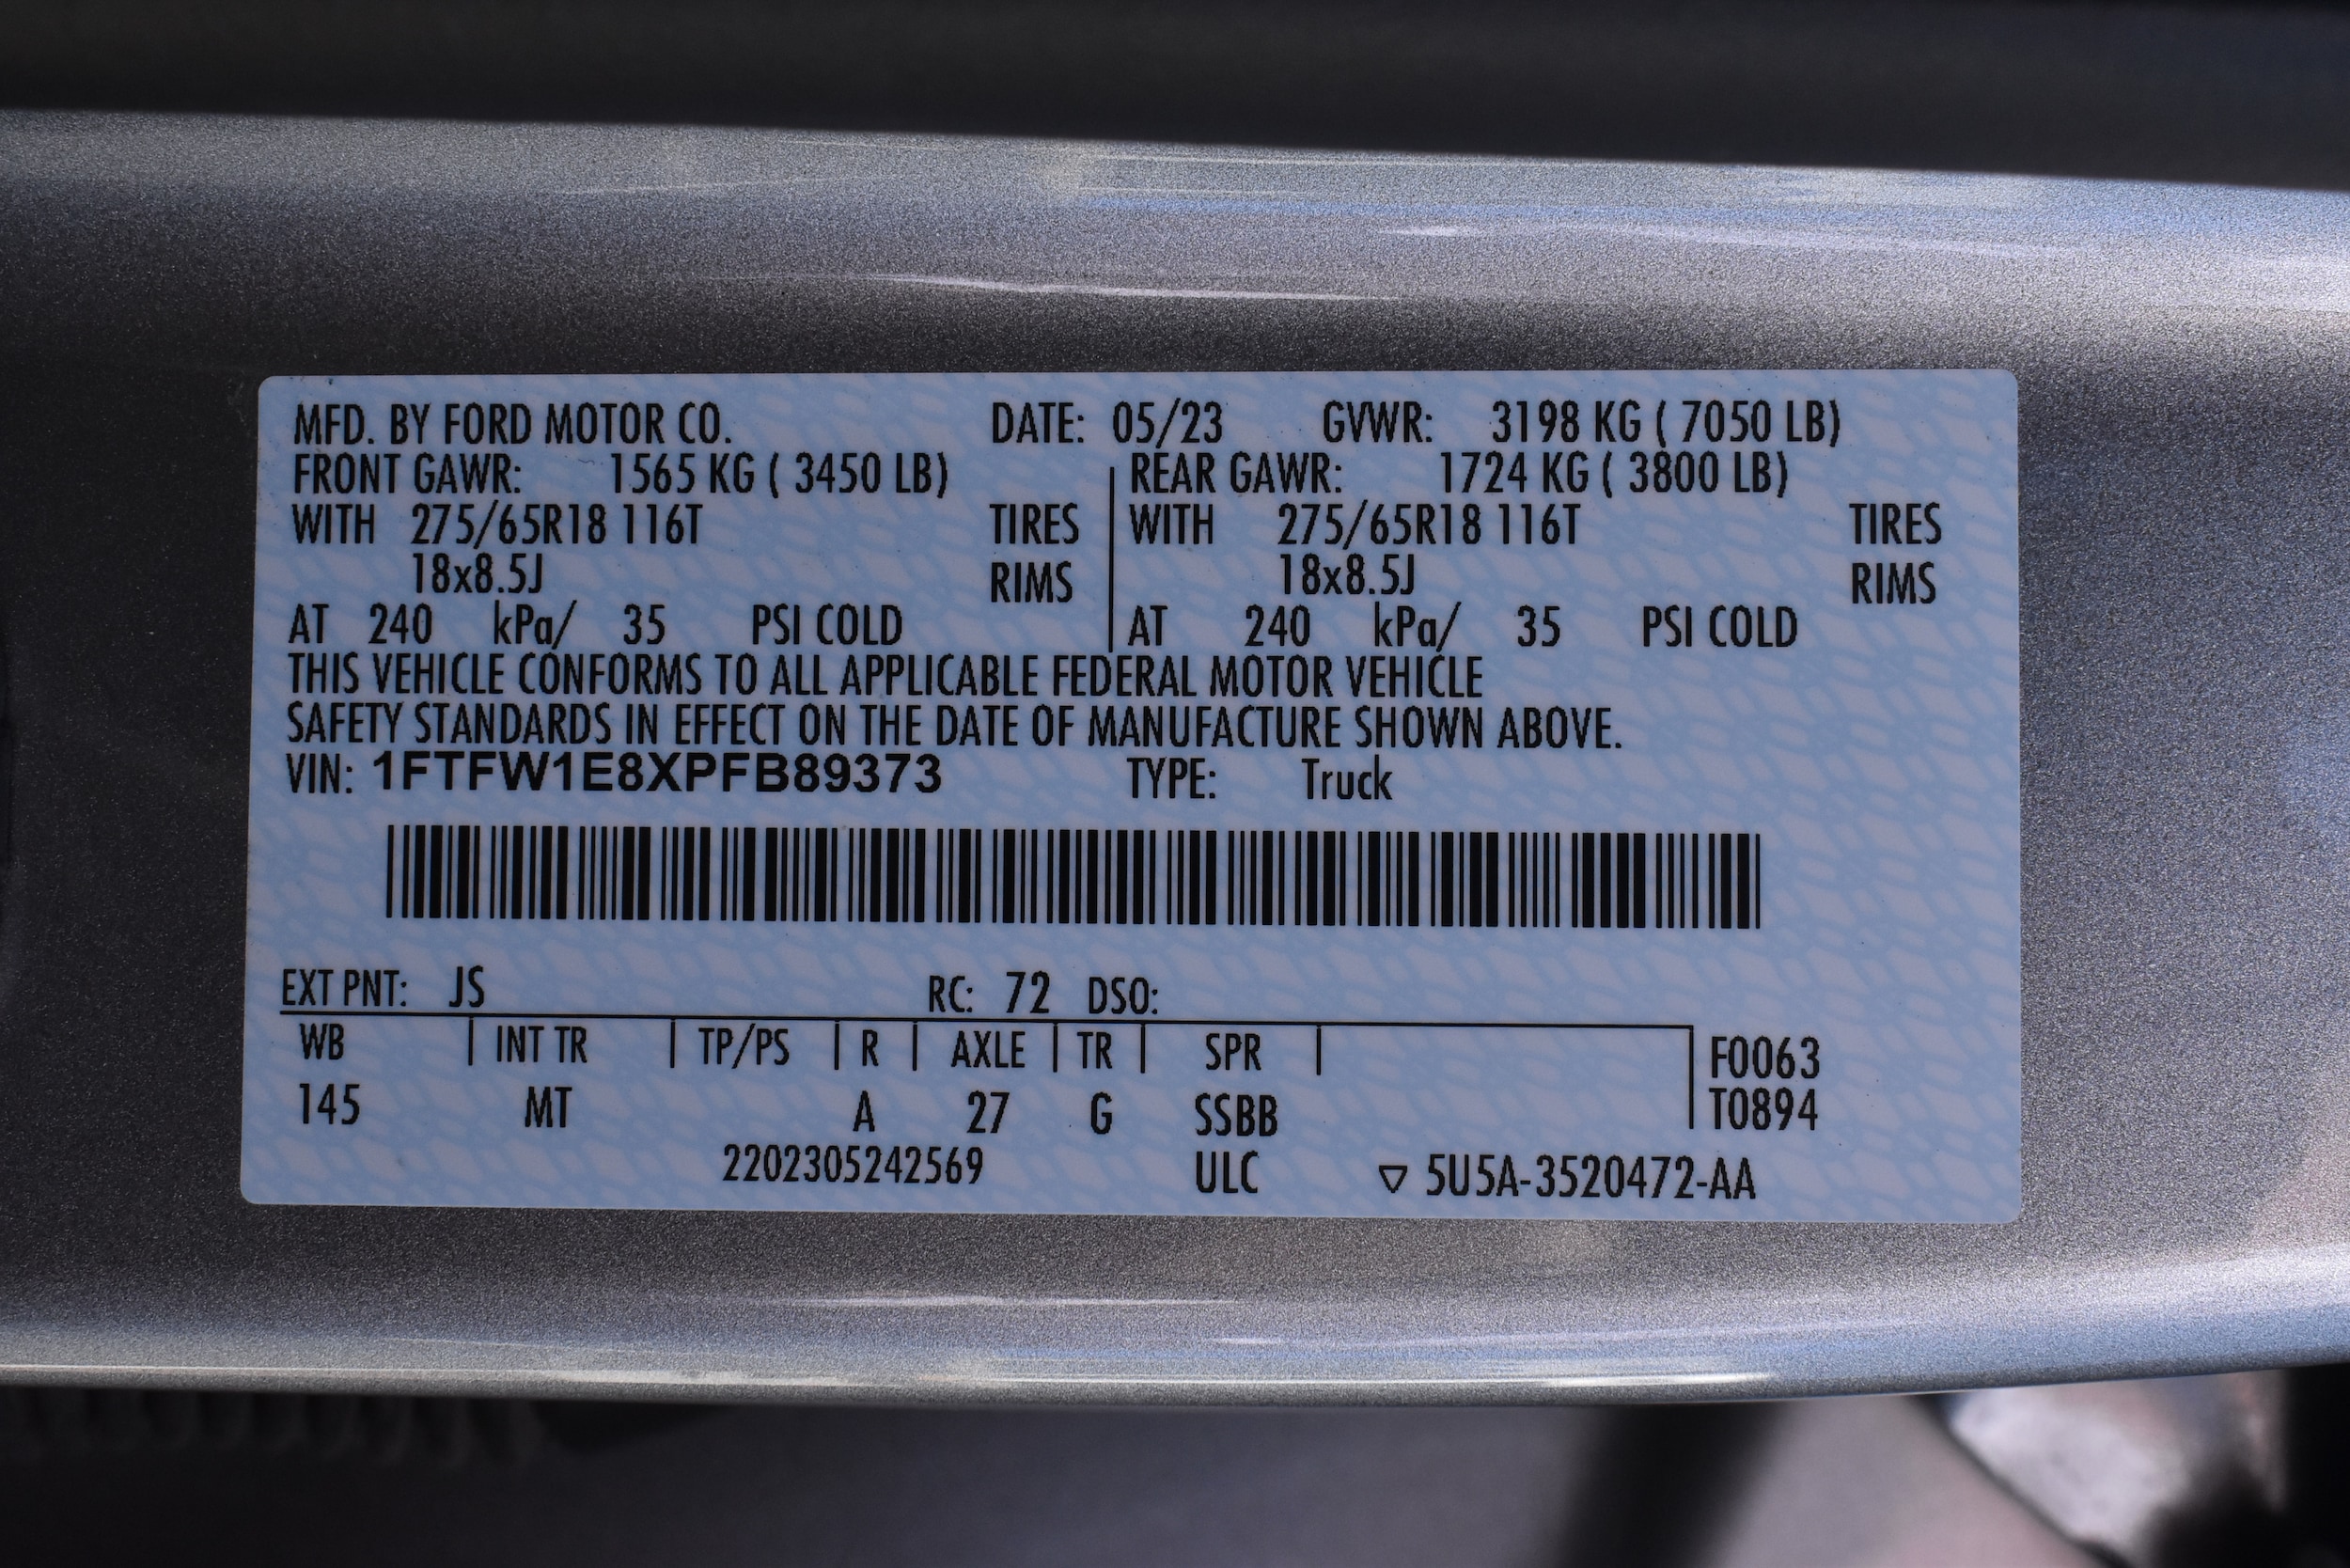 MFD. BY FORD MOTOR CO. DATE: 05/23 GVWR: 3198 KG ( 7050 LB)
FRONT GAWR: 1565 KG ( 3450 LB) REAR GAWR: 1724 KG ( 3800 LB)
WITH 275/65R18 116T TIRES WITH 275/65R18 116T TIRES
18x8.5J RIMS 18x8.5J RIMS
AT 240 kPa/ 35 PSI COLD AT 240 kPa/ 35 PSI COLD
THIS VEHICLE CONFORMS TO ALL APPLICABLE FEDERAL MOTOR VEHICLE
SAFETY STANDARDS IN EFFECT ON THE DATE OF MANUFACTURE SHOWN ABOVE.
VIN: 1FTFW1E8XPFB89373 TYPE: Truck
EXT PNT: JS RC: 72 DSO:
WB INT TR TP/PS R AXLE TR SPR F0063
145 MT A 27 G SSBB T0894
2202305242569 ULC ▽ 5U5A-3520472-AA